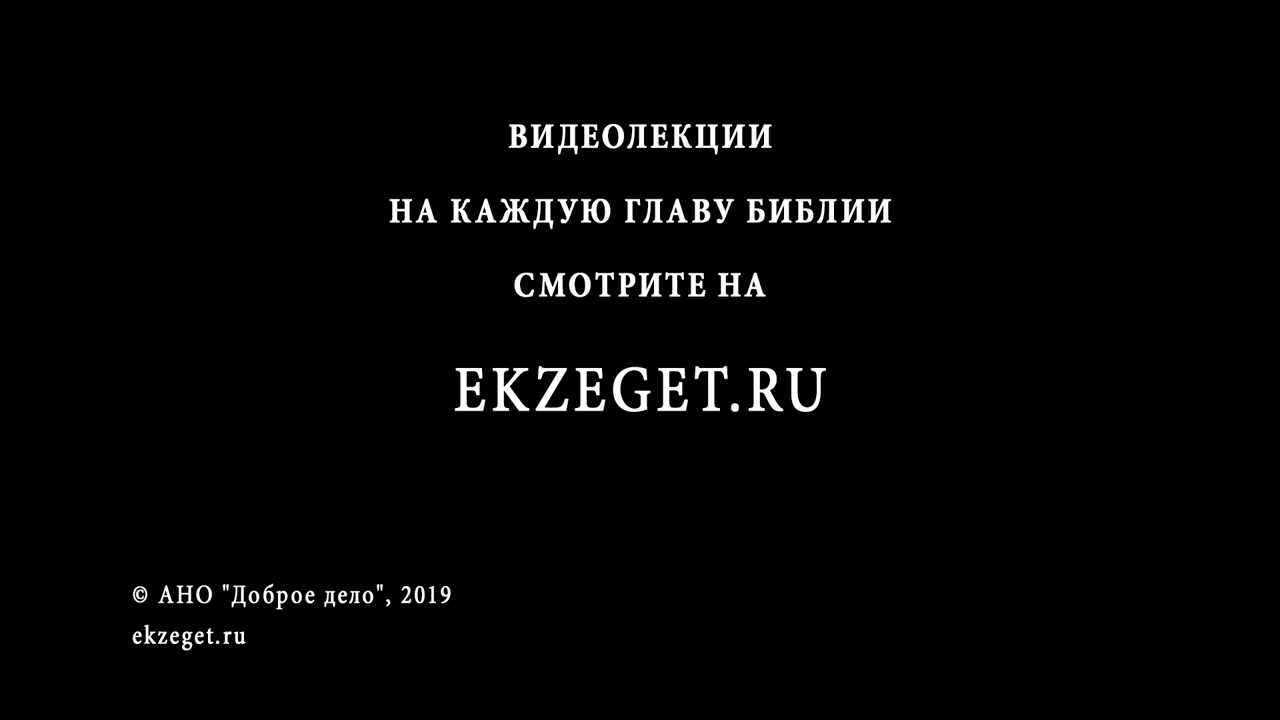 ВИДЕОЛЕКЦИИ
НА КАЖДУЮ ГЛАВУ БИБЛИИ
СМОТРИТЕ НА
EKZEGET.RU
© АНО "Доброе дело", 2019
ekzeget.ru